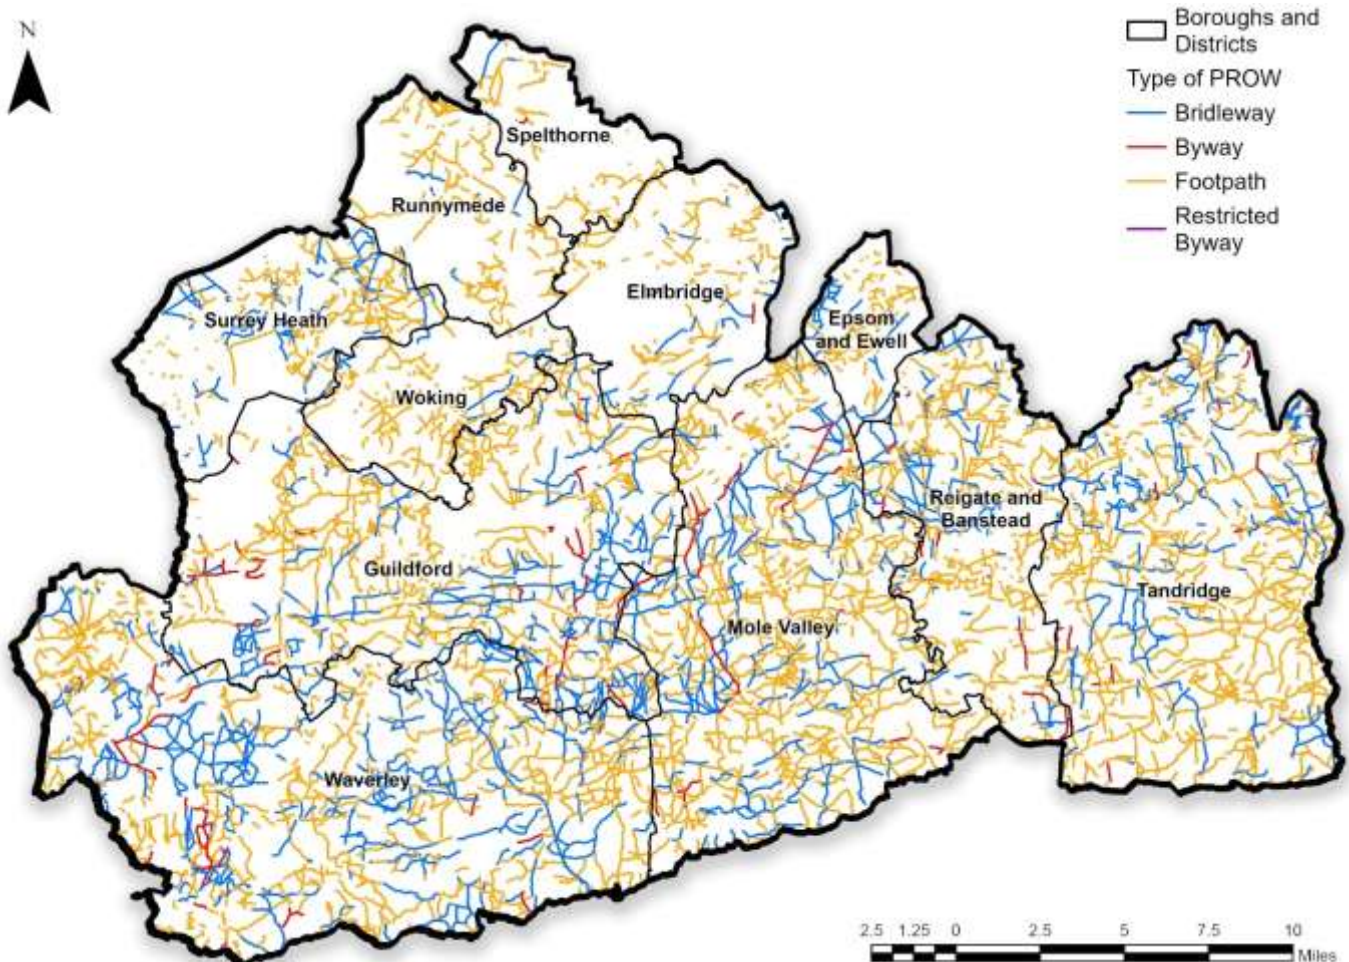 N
Boroughs and
Districts
Type of PROW
Bridleway
Byway
Footpath
Restricted
Byway
Spelthorne
Runnymede
Elmbridge
Surrey Heath
Epsom
and Ewell
Woking
Reigate and
Banstead
Guildford
Tandridge
Mole Valley
Waverley
2.5 1.25 0 2.5 5 7.5 10
Miles